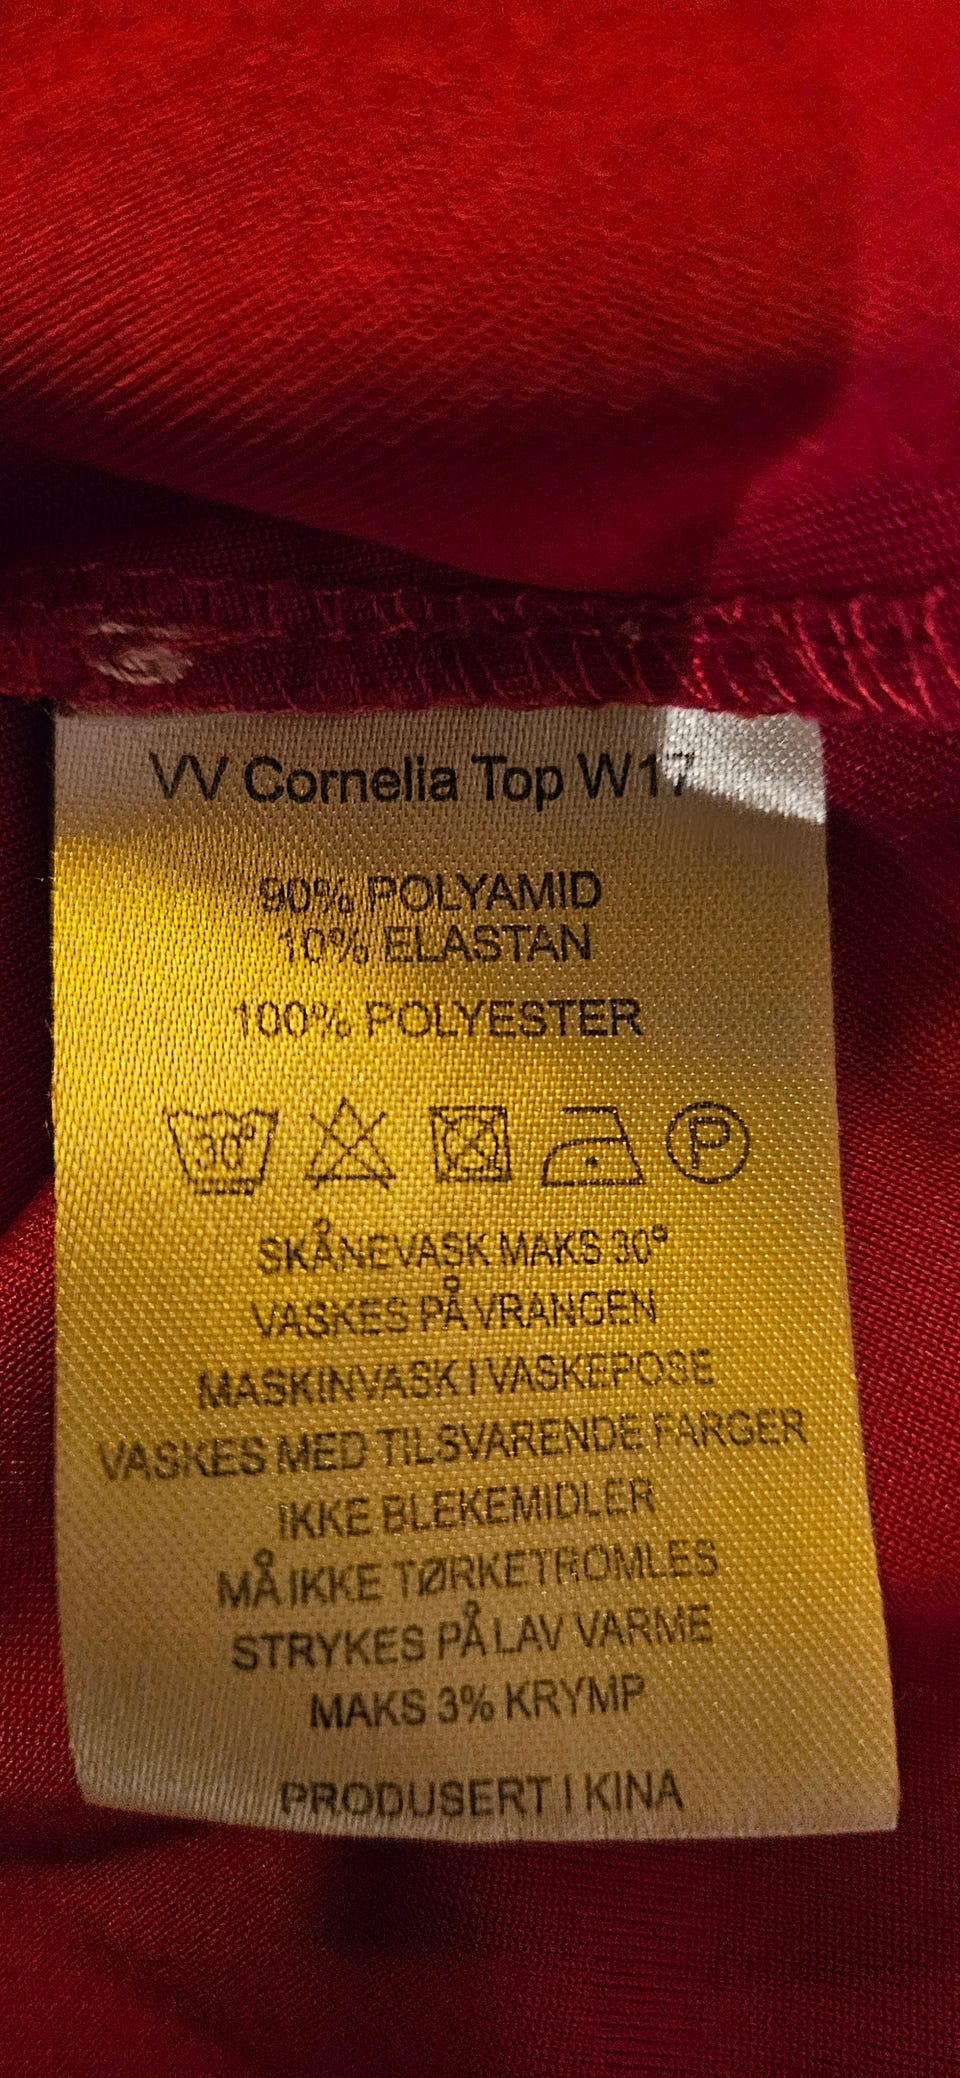 VV Cornelia Top W17
90% POLYAMID
10% ELASTAN
100% POLYESTER
30° P
SKÅNEVASK MAKS 30°
VASKES PÅ VRANGEN
MASKINVASK I VASKEPOSE
VASKES MED TILSVARENDE FARGER
IKKE BLEKEMIDLER
MÅ IKKE TØRKETROMLES
STRYKES PÅ LAV VARME
MAKS 3% KRYMP
PRODUSERT I KINA